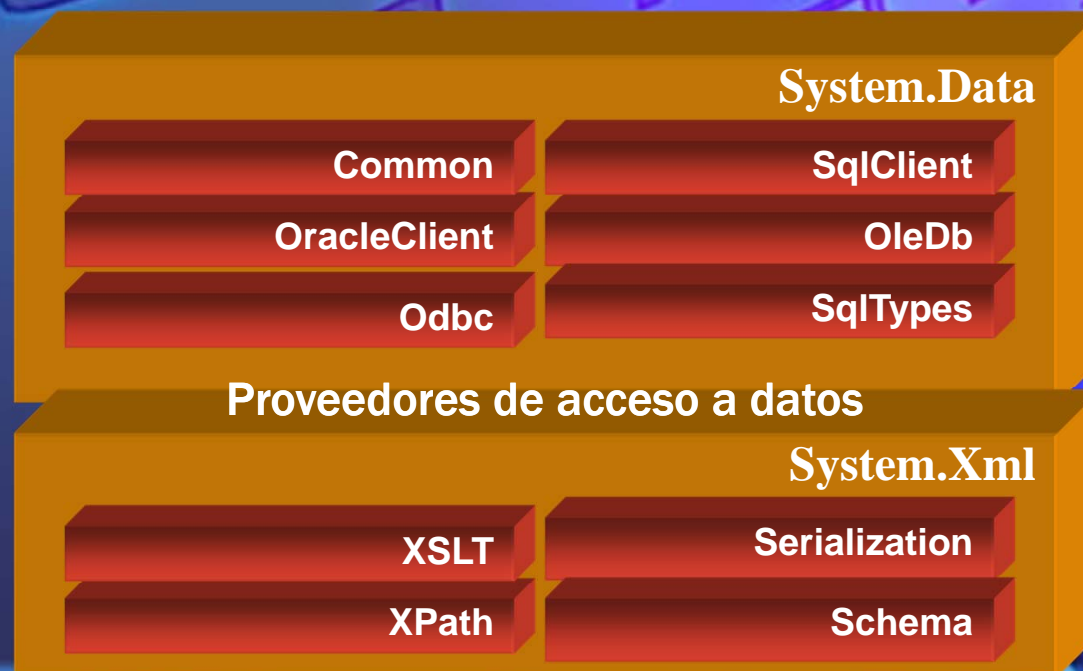 System.Data
Common
SqlClient
OracleClient
OleDb
Odbc
SqlTypes
Proveedores de acceso a datos
System.Xml
XSLT
Serialization
XPath
Schema